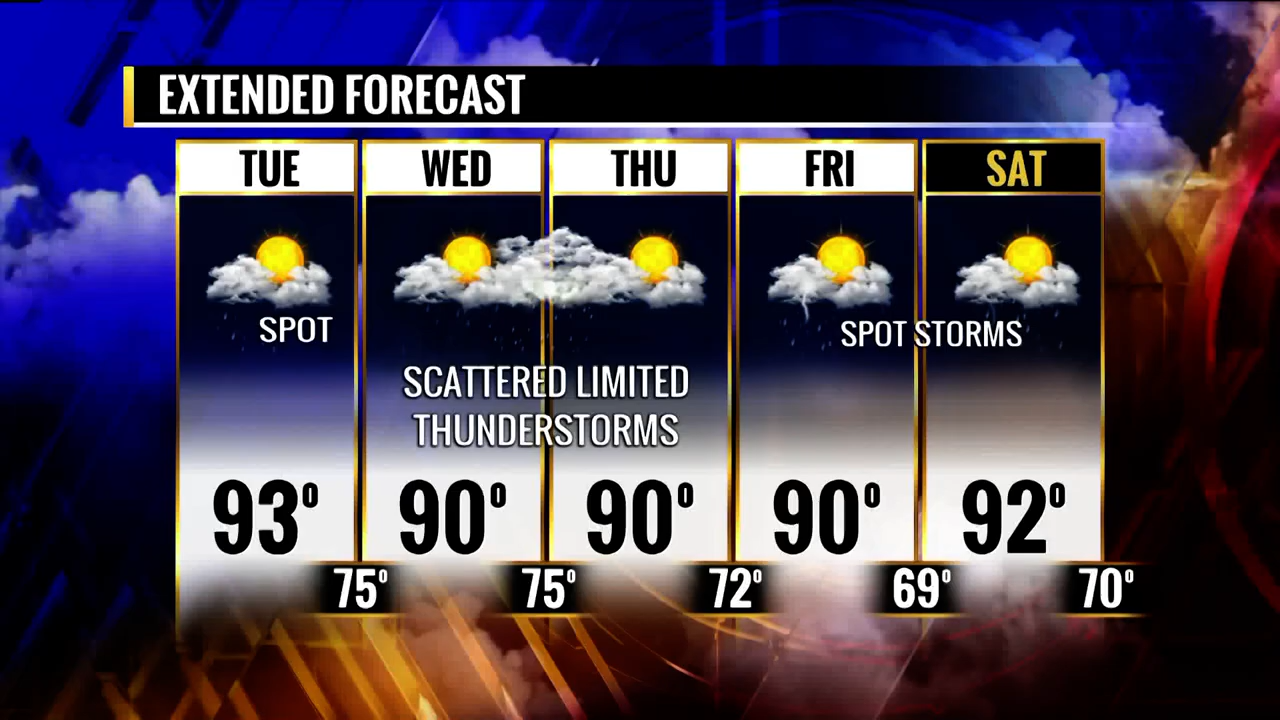 EXTENDED FORECAST
TUE WED THU FRI SAT
SPOT
SPOT STORMS
SCATTERED LIMITED
THUNDERSTORMS
93° 90° 90° 90° 92°
75° 75° 72° 69° 70°